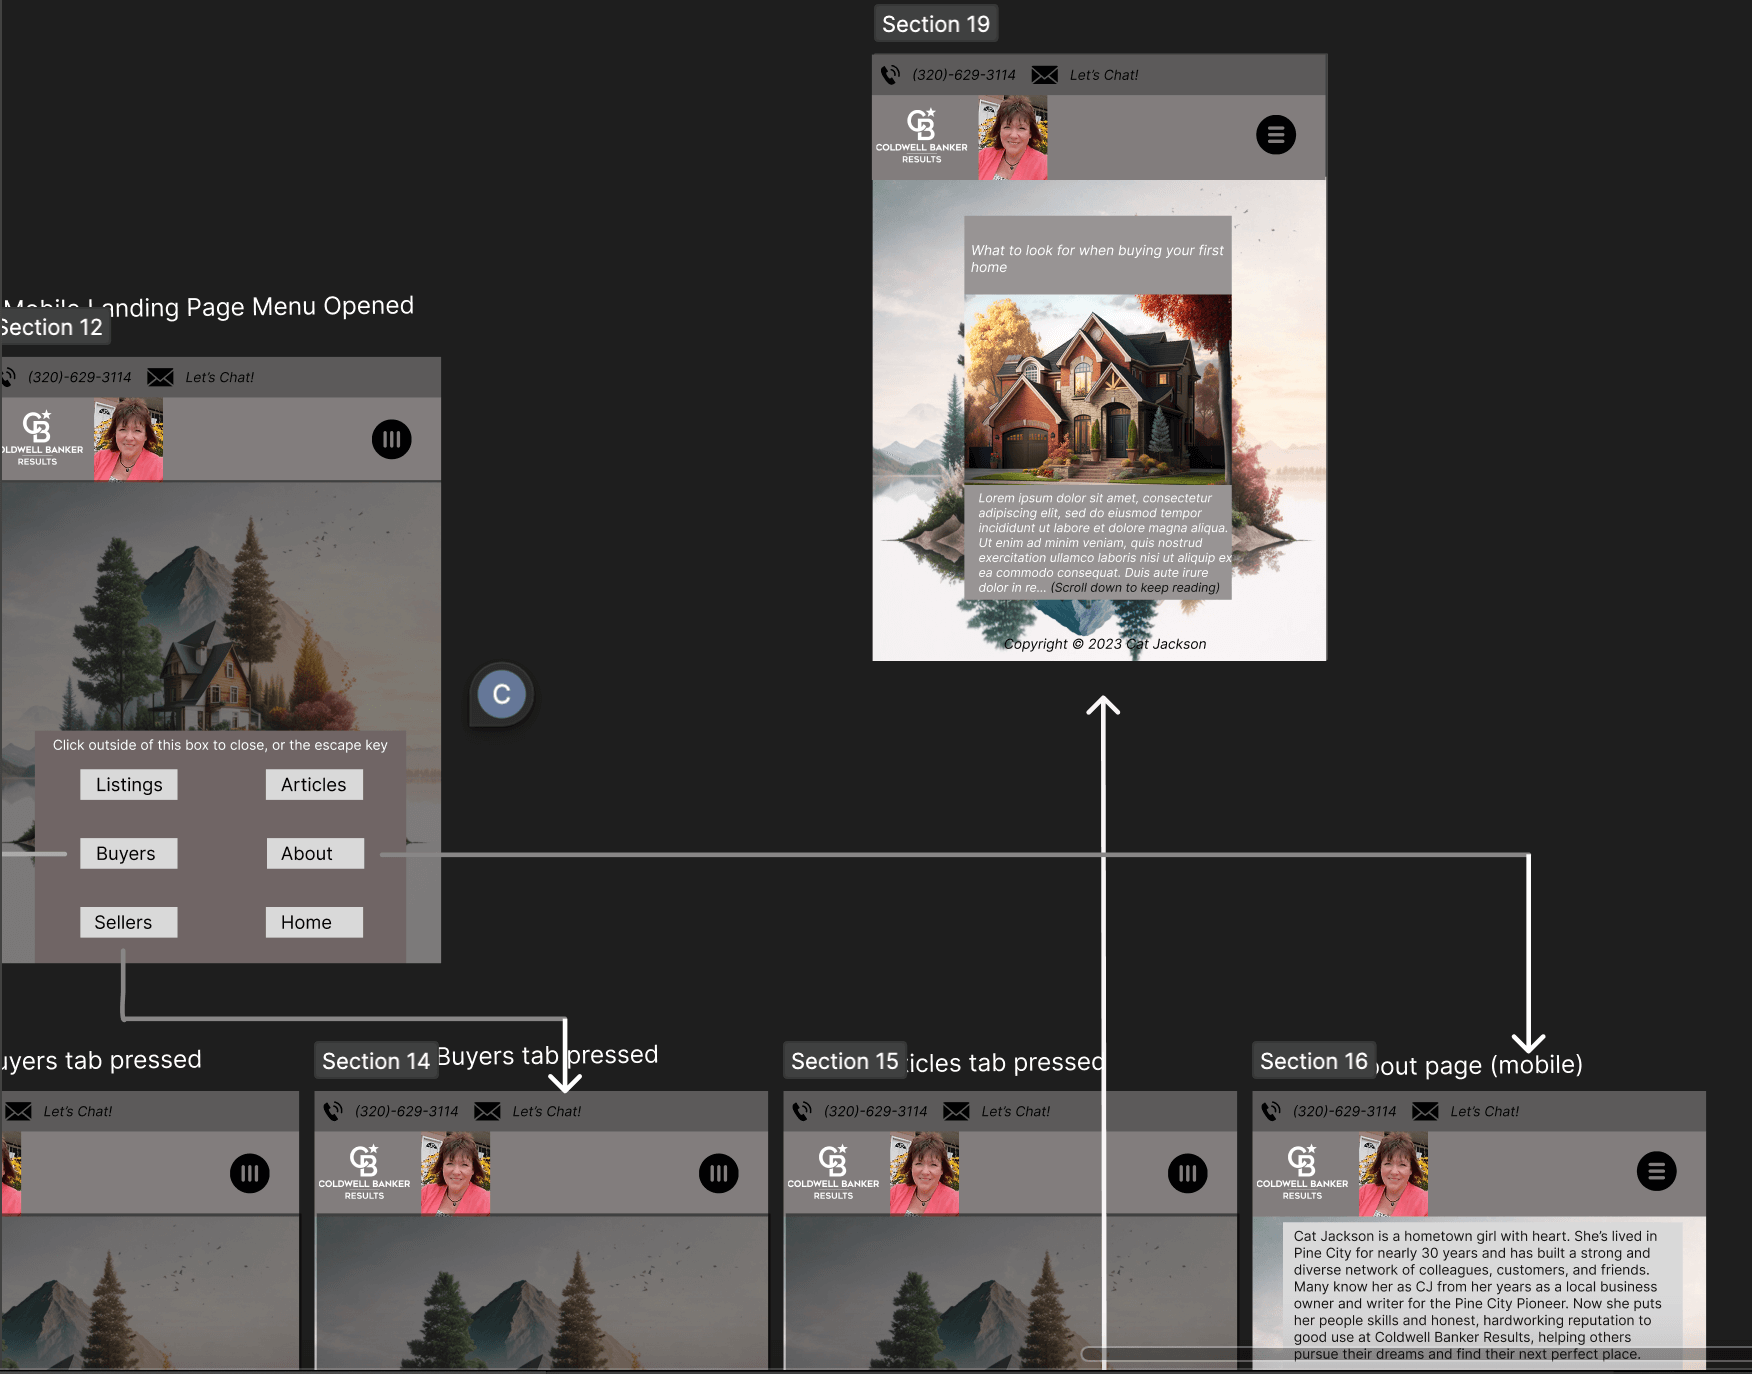 Section 19
(320)-629-3114 Let's Chat!
COLDWELL BANKER
RESULTS
What to look for when buying your first
home
Lorem ipsum dolor sit amet, consectetur
adipiscing elit, sed do eiusmod tempor
incididunt ut labore et dolore magna aliqua.
Ut enim ad minim veniam, quis nostrud
exercitation ullamco laboris nisi ut aliquip ex
ea commodo consequat. Duis aute irure
dolor in re... (Scroll down to keep reading)
Copyright © 2023 Cat Jackson
Mobile Landing Page Menu Opened
Section 12
(320)-629-3114 Let's Chat!
OLDWELL BANKER
RESULTS
C
Click outside of this box to close, or the escape key
Listings Articles
Buyers About
Sellers Home
uyers tab pressed
Let's Chat!
Section 14 Buyers tab pressed
(320)-629-3114 Let's Chat!
COLDWELL BANKER
RESULTS
Section 15 ticles tab pressed
(320)-629-3114 Let's Chat!
COLDWELL BANKER
RESULTS
Section 16 bout page (mobile)
(320)-629-3114 Let's Chat!
COLDWELL BANKER
RESULTS
Cat Jackson is a hometown girl with heart. She's lived in
Pine City for nearly 30 years and has built a strong and
diverse network of colleagues, customers, and friends.
Many know her as CJ from her years as a local business
owner and writer for the Pine City Pioneer. Now she puts
her people skills and honest, hardworking reputation to
good use at Coldwell Banker Results, helping others
pursue their dreams and find their next perfect place.